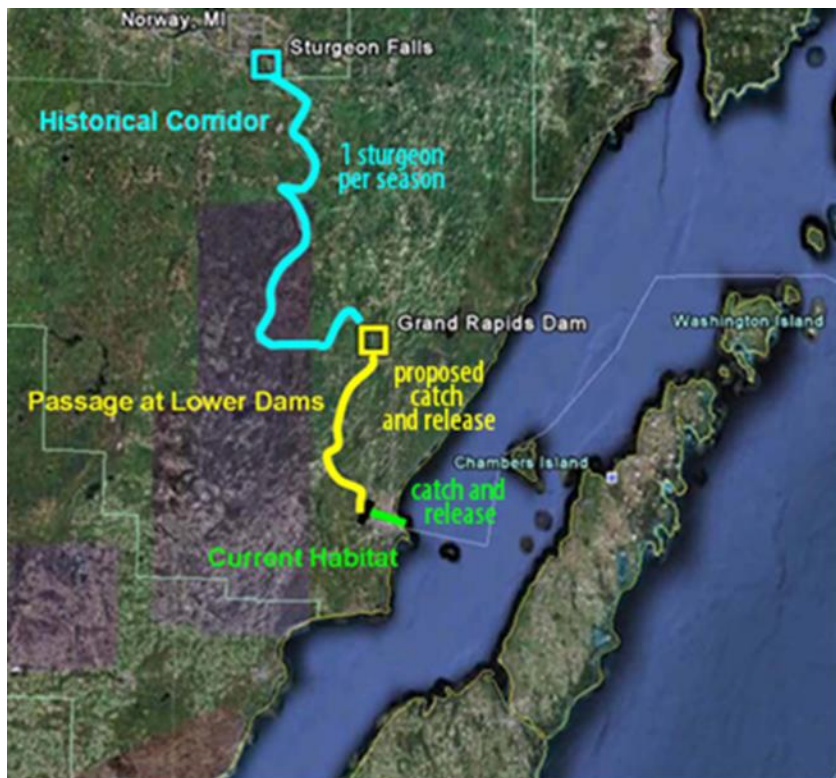 Norway, MI
Sturgeon Falls
Historical Corridor
1 sturgeon
per season
Grand Rapids Dam
Washington Island
proposed
catch
and release
Passage at Lower Dams
Chambers Island
catch and
release
Current Habitat